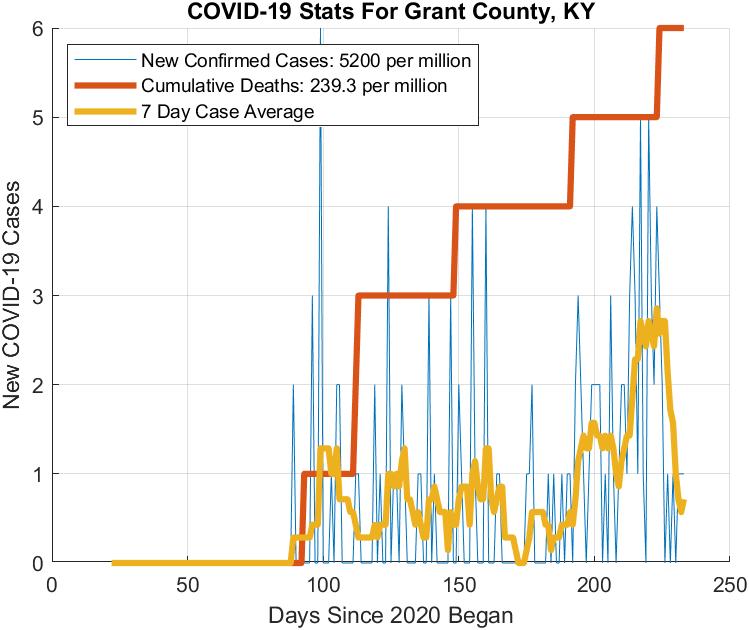 COVID-19 Stats For Grant County, KY
6
5
4
3
2
1
0
New COVID-19 Cases
New Confirmed Cases: 5200 per million
Cumulative Deaths: 239.3 per million
7 Day Case Average
0 50 100 150 200 250
Days Since 2020 Began